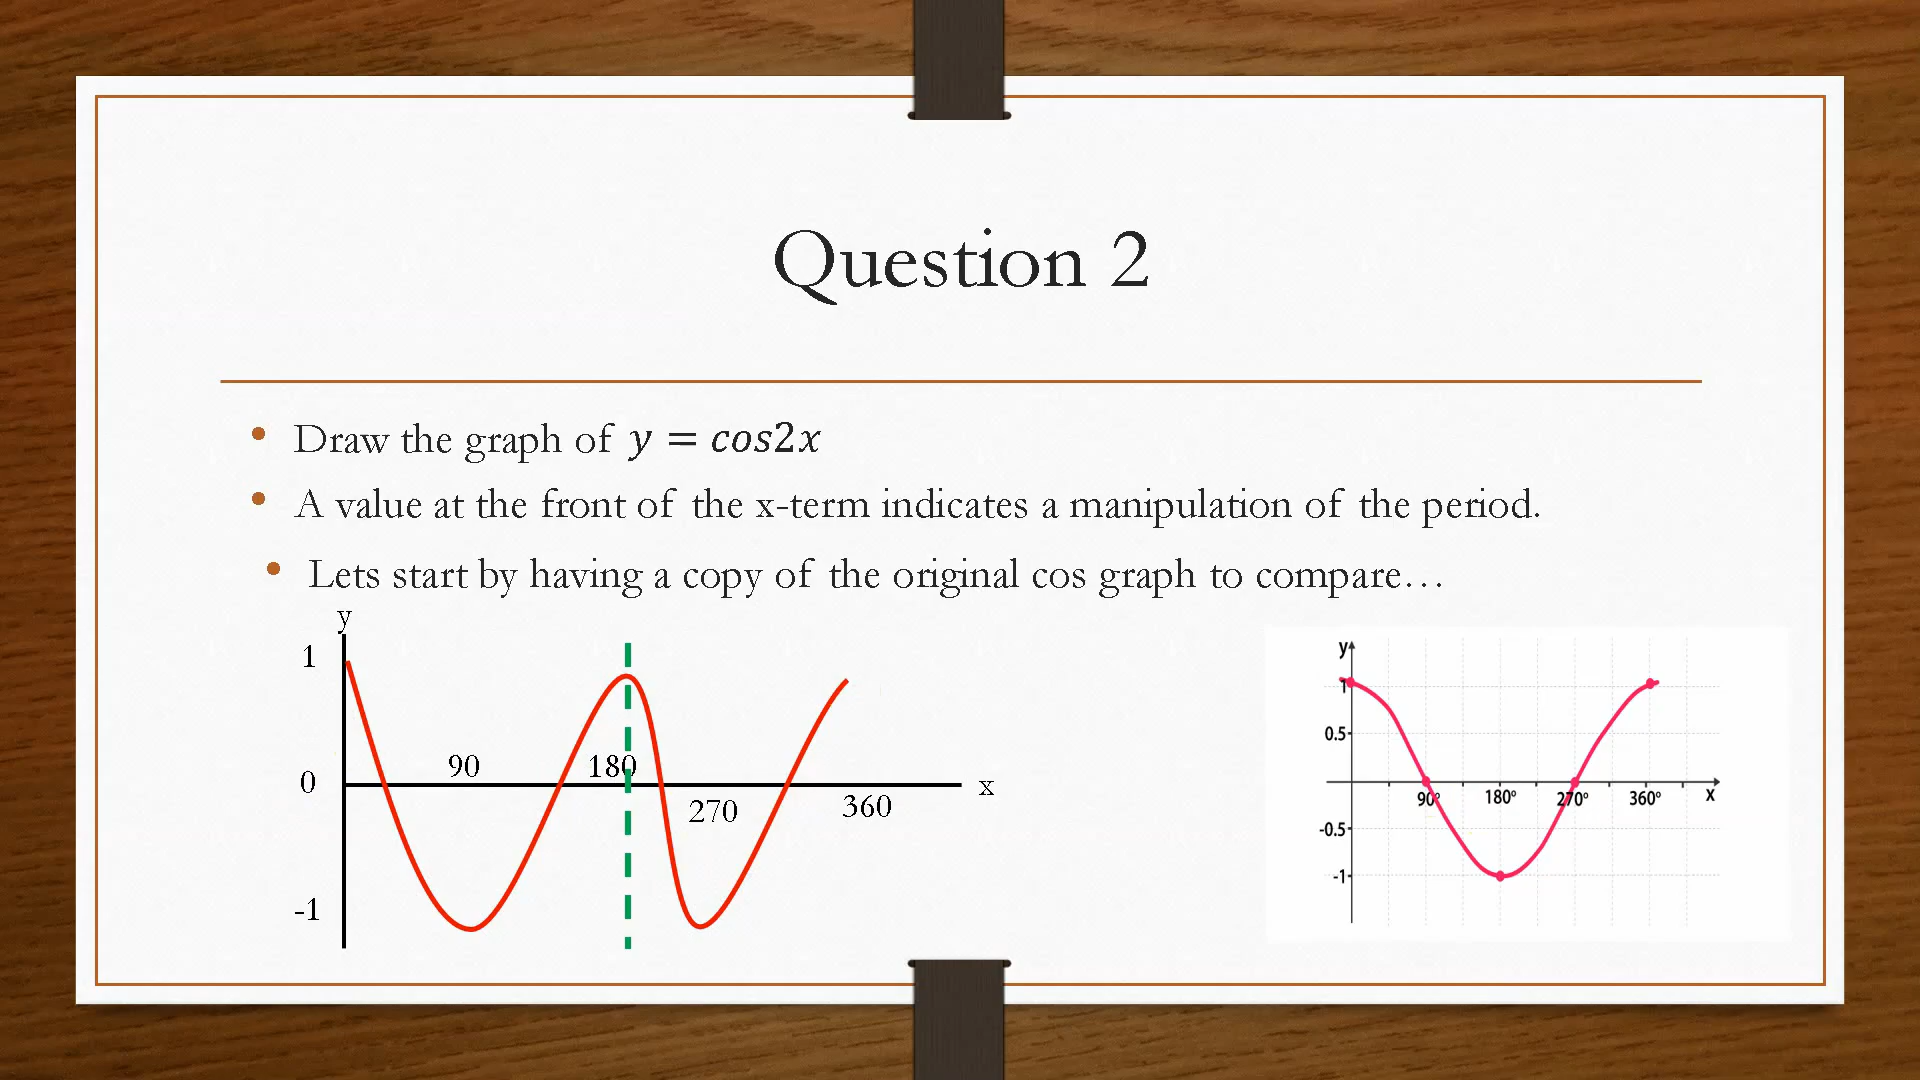 Question 2
Draw the graph of y = cos2x
A value at the front of the x-term indicates a manipulation of the period.
Lets start by having a copy of the original cos graph to compare…
y
1
90
180
0
x
270
360
-1
y
1
0.5
90°
180°
270°
360°
x
-0.5
-1